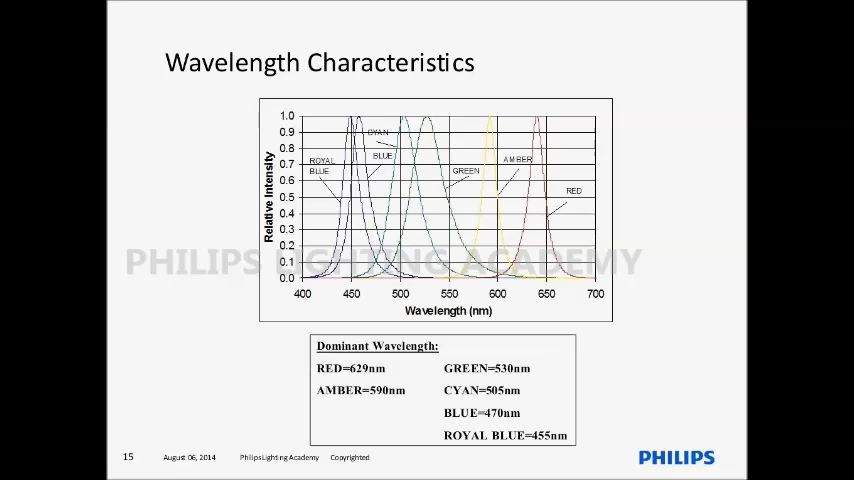 Wavelength Characteristics
1.0
0.9
0.8
0.7
0.6
0.5
0.4
0.3
0.2
0.1
0.0
Relative Intensity
CYAN
BLUE
ROYAL
BLUE
GREEN
AMBER
RED
400 450 500 550 600 650 700
Wavelength (nm)
PHILIPS LIGHTING ACADEMY
Dominant Wavelength:
RED=629nm GREEN=530nm
AMBER=590nm CYAN=505nm
BLUE=470nm
ROYAL BLUE=455nm
15 August 06, 2014 PhilipsLighting Academy Copyrighted
PHILIPS